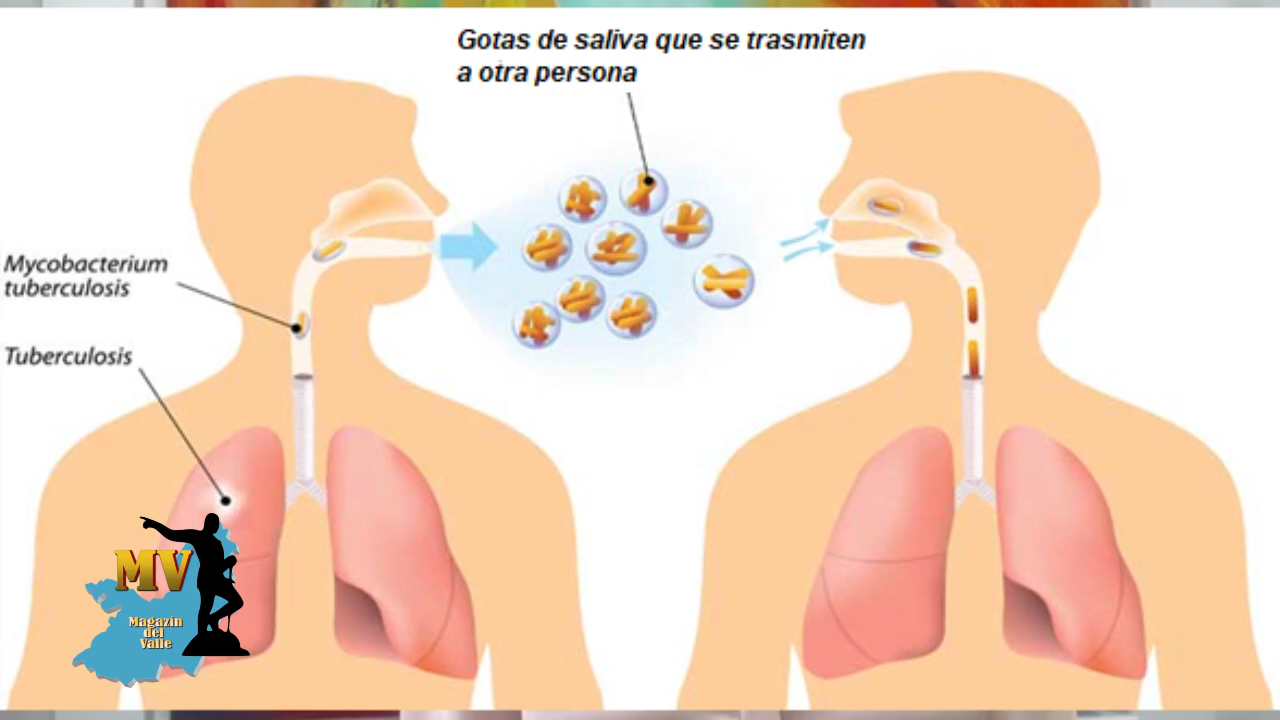 Gotas de saliva que se trasmiten
a otra persona
Mycobacterium
tuberculosis
Tuberculosis
MV
Magazin
del
Valle